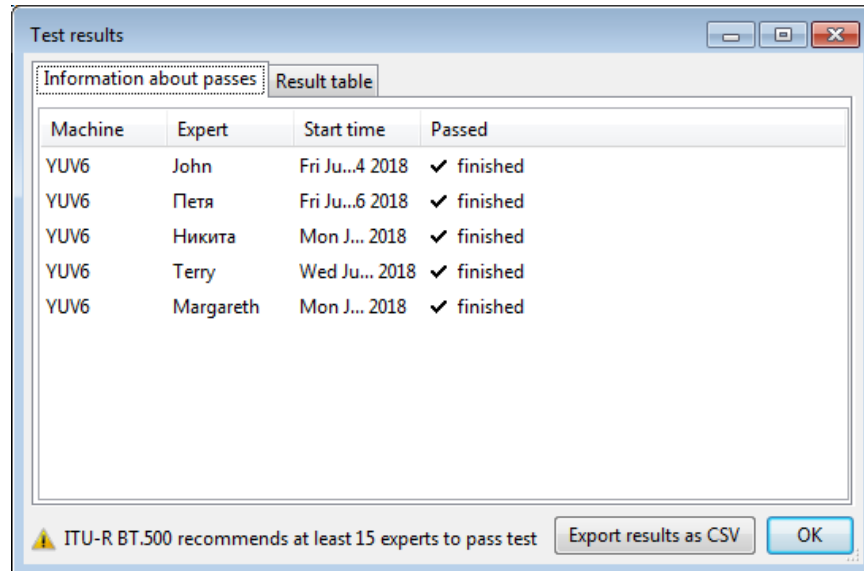 Test results
Information about passes Result table
Machine Expert Start time Passed
YUV6 John Fri Ju...4 2018 ✔ finished
YUV6 Петя Fri Ju...6 2018 ✔ finished
YUV6 Никита Mon J... 2018 ✔ finished
YUV6 Terry Wed Ju... 2018 ✔ finished
YUV6 Margareth Mon J... 2018 ✔ finished
ITU-R BT.500 recommends at least 15 experts to pass test Export results as CSV OK